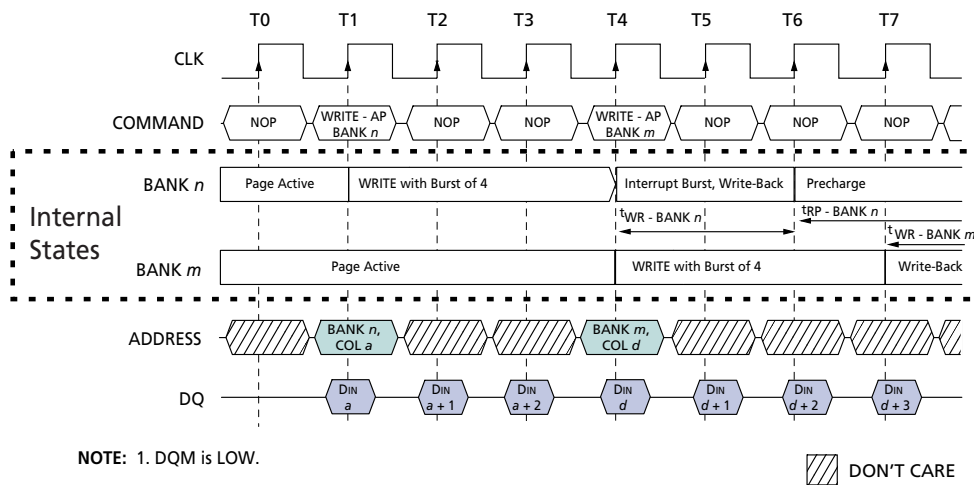 T0 T1 T2 T3 T4 T5 T6 T7
CLK
COMMAND NOP WRITE - AP BANK n NOP NOP WRITE - AP BANK m NOP NOP NOP
Internal States
BANK n Page Active WRITE with Burst of 4 Interrupt Burst, Write-Back Precharge
tWR - BANK n tRP - BANK n
tWR - BANK m
BANK m Page Active WRITE with Burst of 4 Write-Back
ADDRESS BANK n, COL a BANK m, COL d
DQ DIN a DIN a + 1 DIN a + 2 DIN d DIN d + 1 DIN d + 2 DIN d + 3
NOTE: 1. DQM is LOW.
DON'T CARE